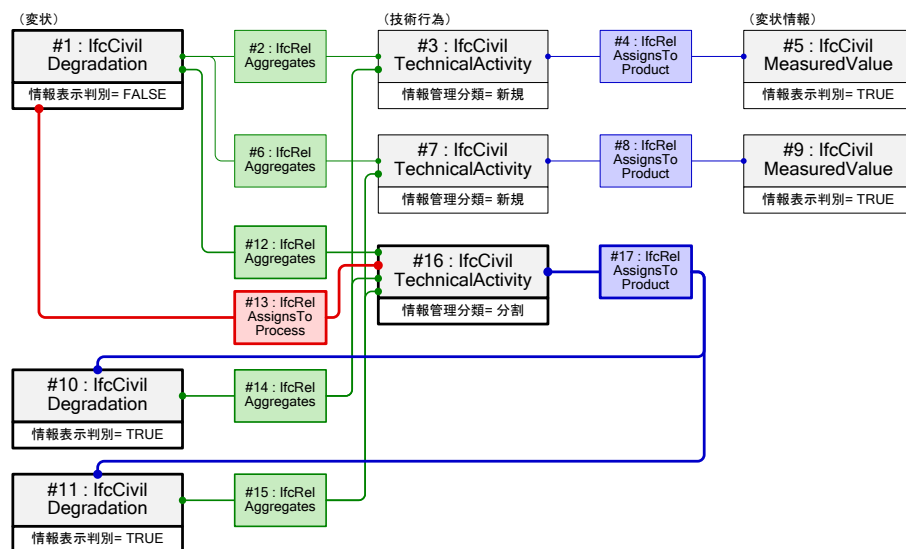 （変状）
（技術行為）
（変状情報）
#1 : IfcCivil
Degradation
情報表示判別= FALSE
#2 : IfcRel
Aggregates
#3 : IfcCivil
TechnicalActivity
情報管理分類= 新規
#4 : IfcRel
AssignsTo
Product
#5 : IfcCivil
MeasuredValue
情報表示判別= TRUE
#6 : IfcRel
Aggregates
#7 : IfcCivil
TechnicalActivity
情報管理分類= 新規
#8 : IfcRel
AssignsTo
Product
#9 : IfcCivil
MeasuredValue
情報表示判別= TRUE
#12 : IfcRel
Aggregates
#16 : IfcCivil
TechnicalActivity
情報管理分類= 分割
#17 : IfcRel
AssignsTo
Product
#13 : IfcRel
AssignsTo
Process
#10 : IfcCivil
Degradation
情報表示判別= TRUE
#14 : IfcRel
Aggregates
#11 : IfcCivil
Degradation
情報表示判別= TRUE
#15 : IfcRel
Aggregates